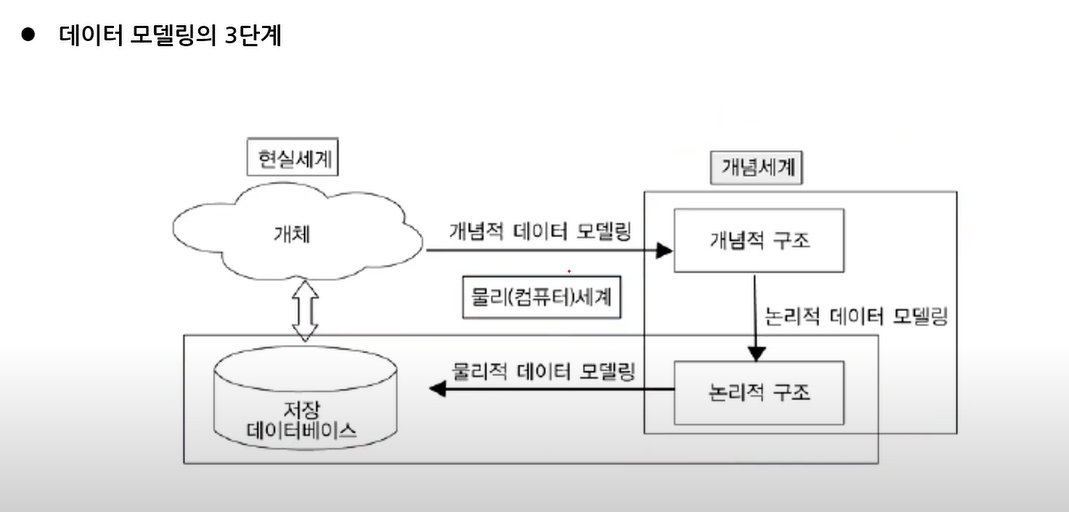 ● 데이터 모델링의 3단계
현실세계
개념세계
개체
개념적 데이터 모델링
개념적 구조
물리(컴퓨터)세계
논리적 데이터 모델링
물리적 데이터 모델링
논리적 구조
저장
데이터베이스